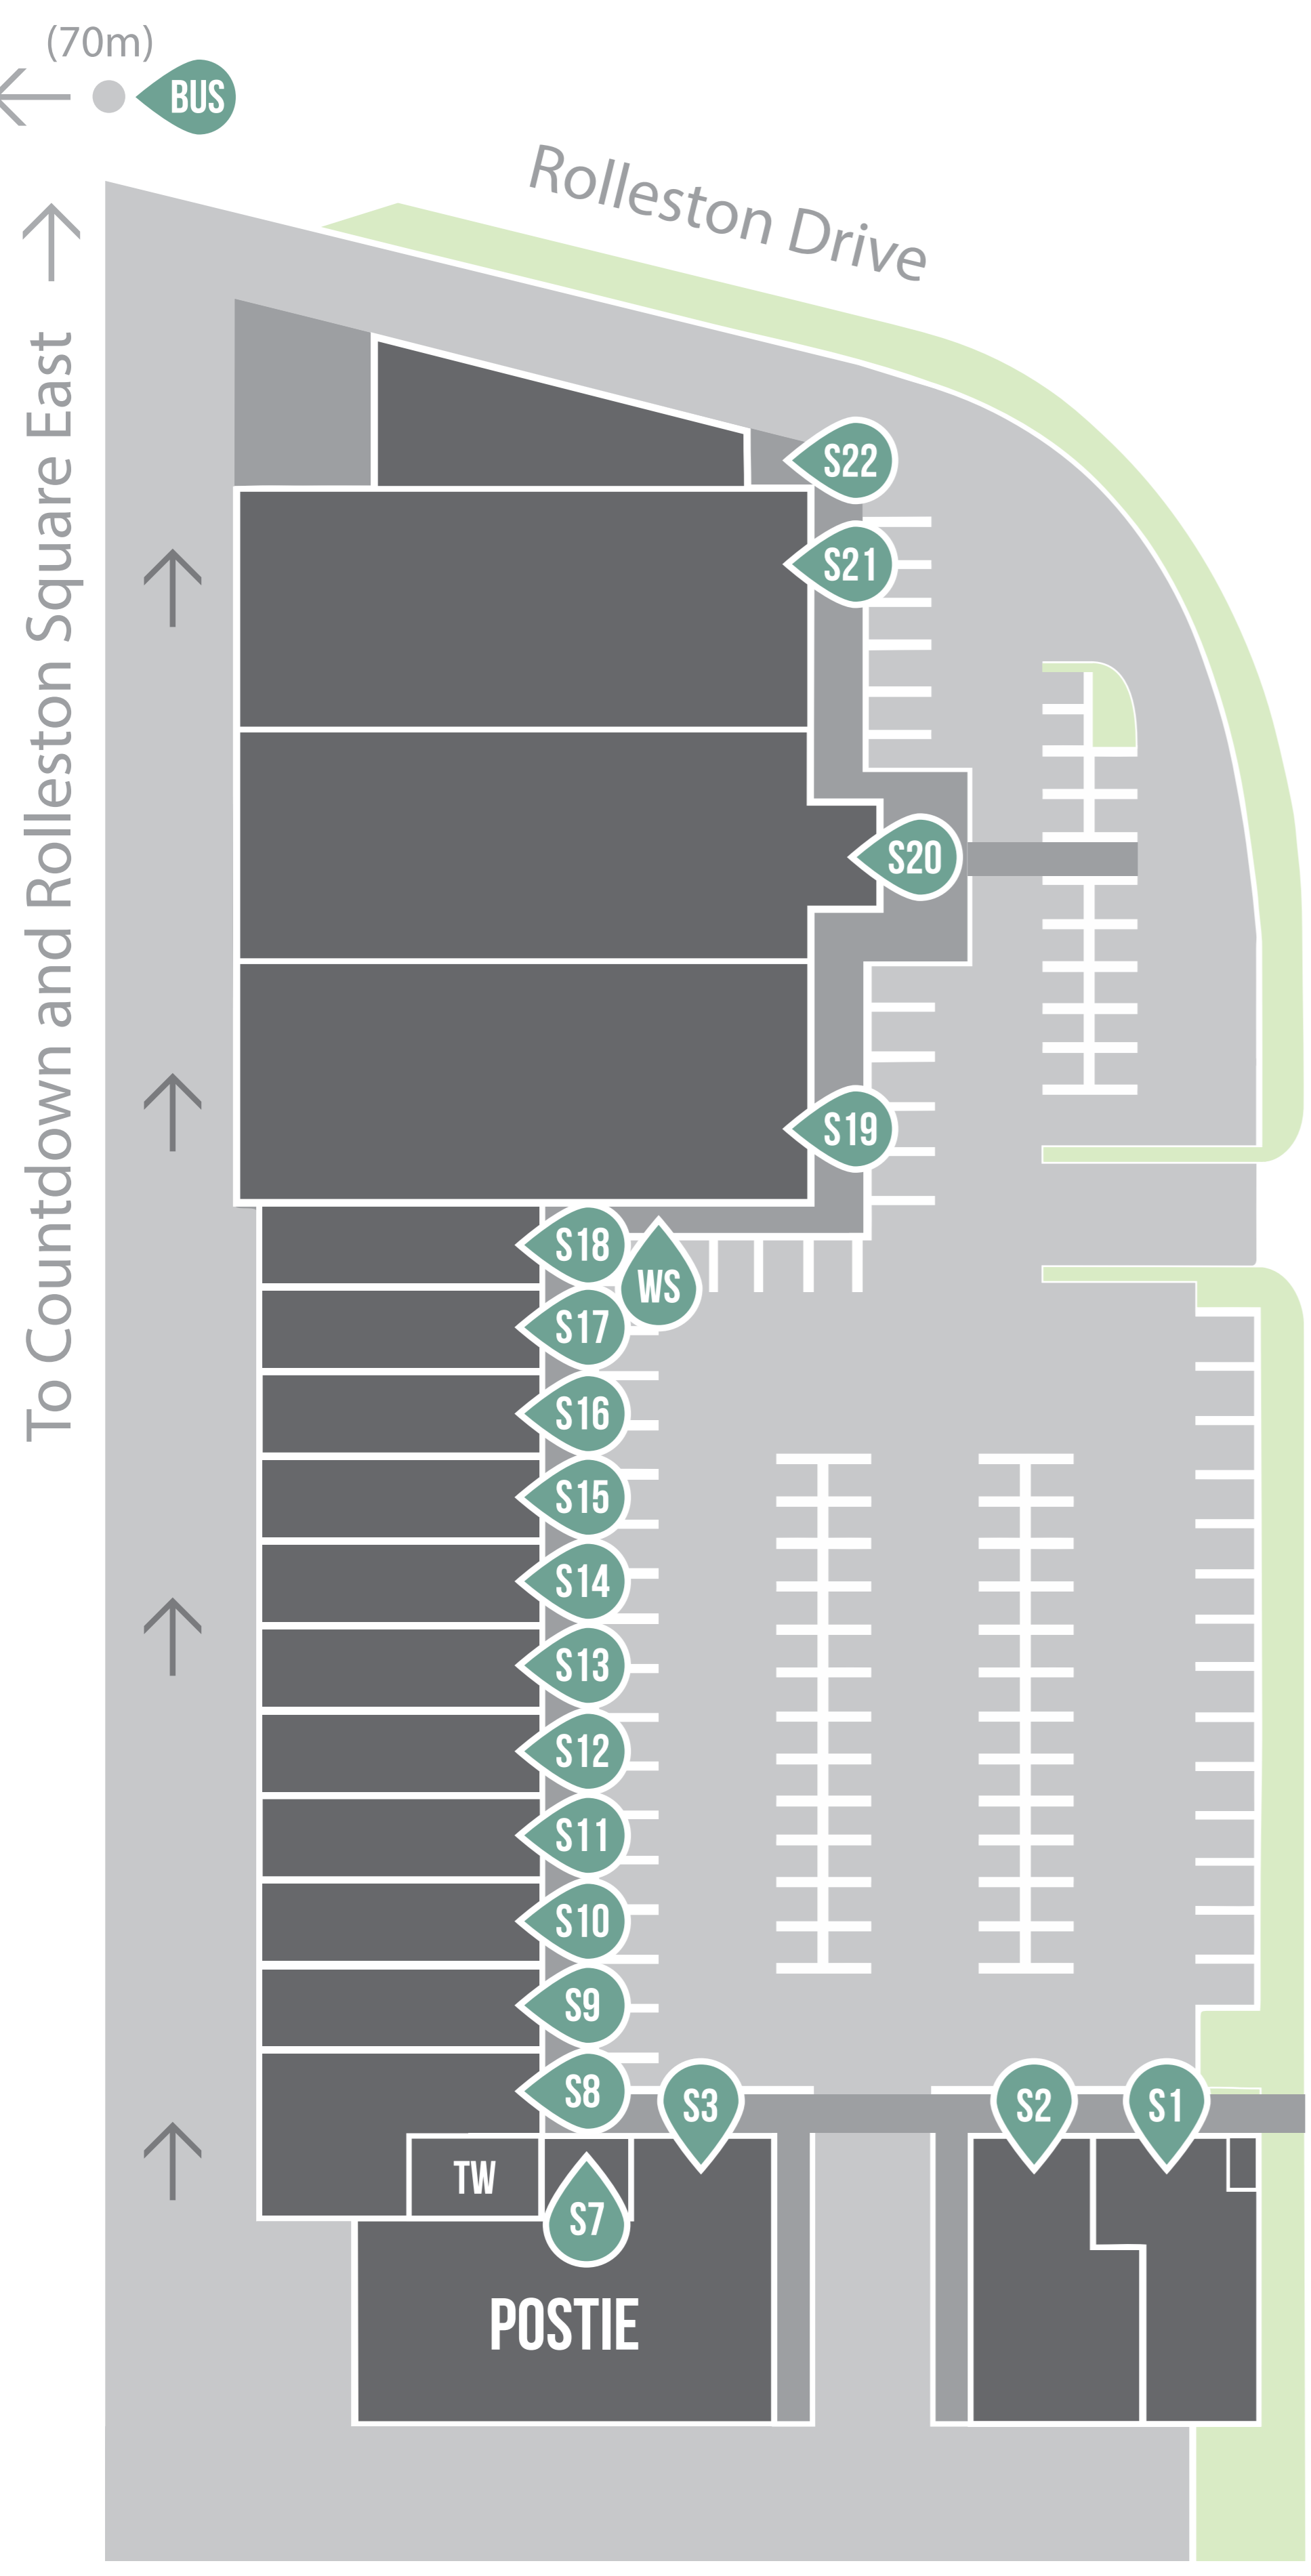 (70m)
BUS
Rolleston Drive
To Countdown and Rolleston Square East
S22
S21
S20
S19
S18
WS
S17
S16
S15
S14
S13
S12
S11
S10
S9
S8
S3
S2
S1
TW
S7
POSTIE